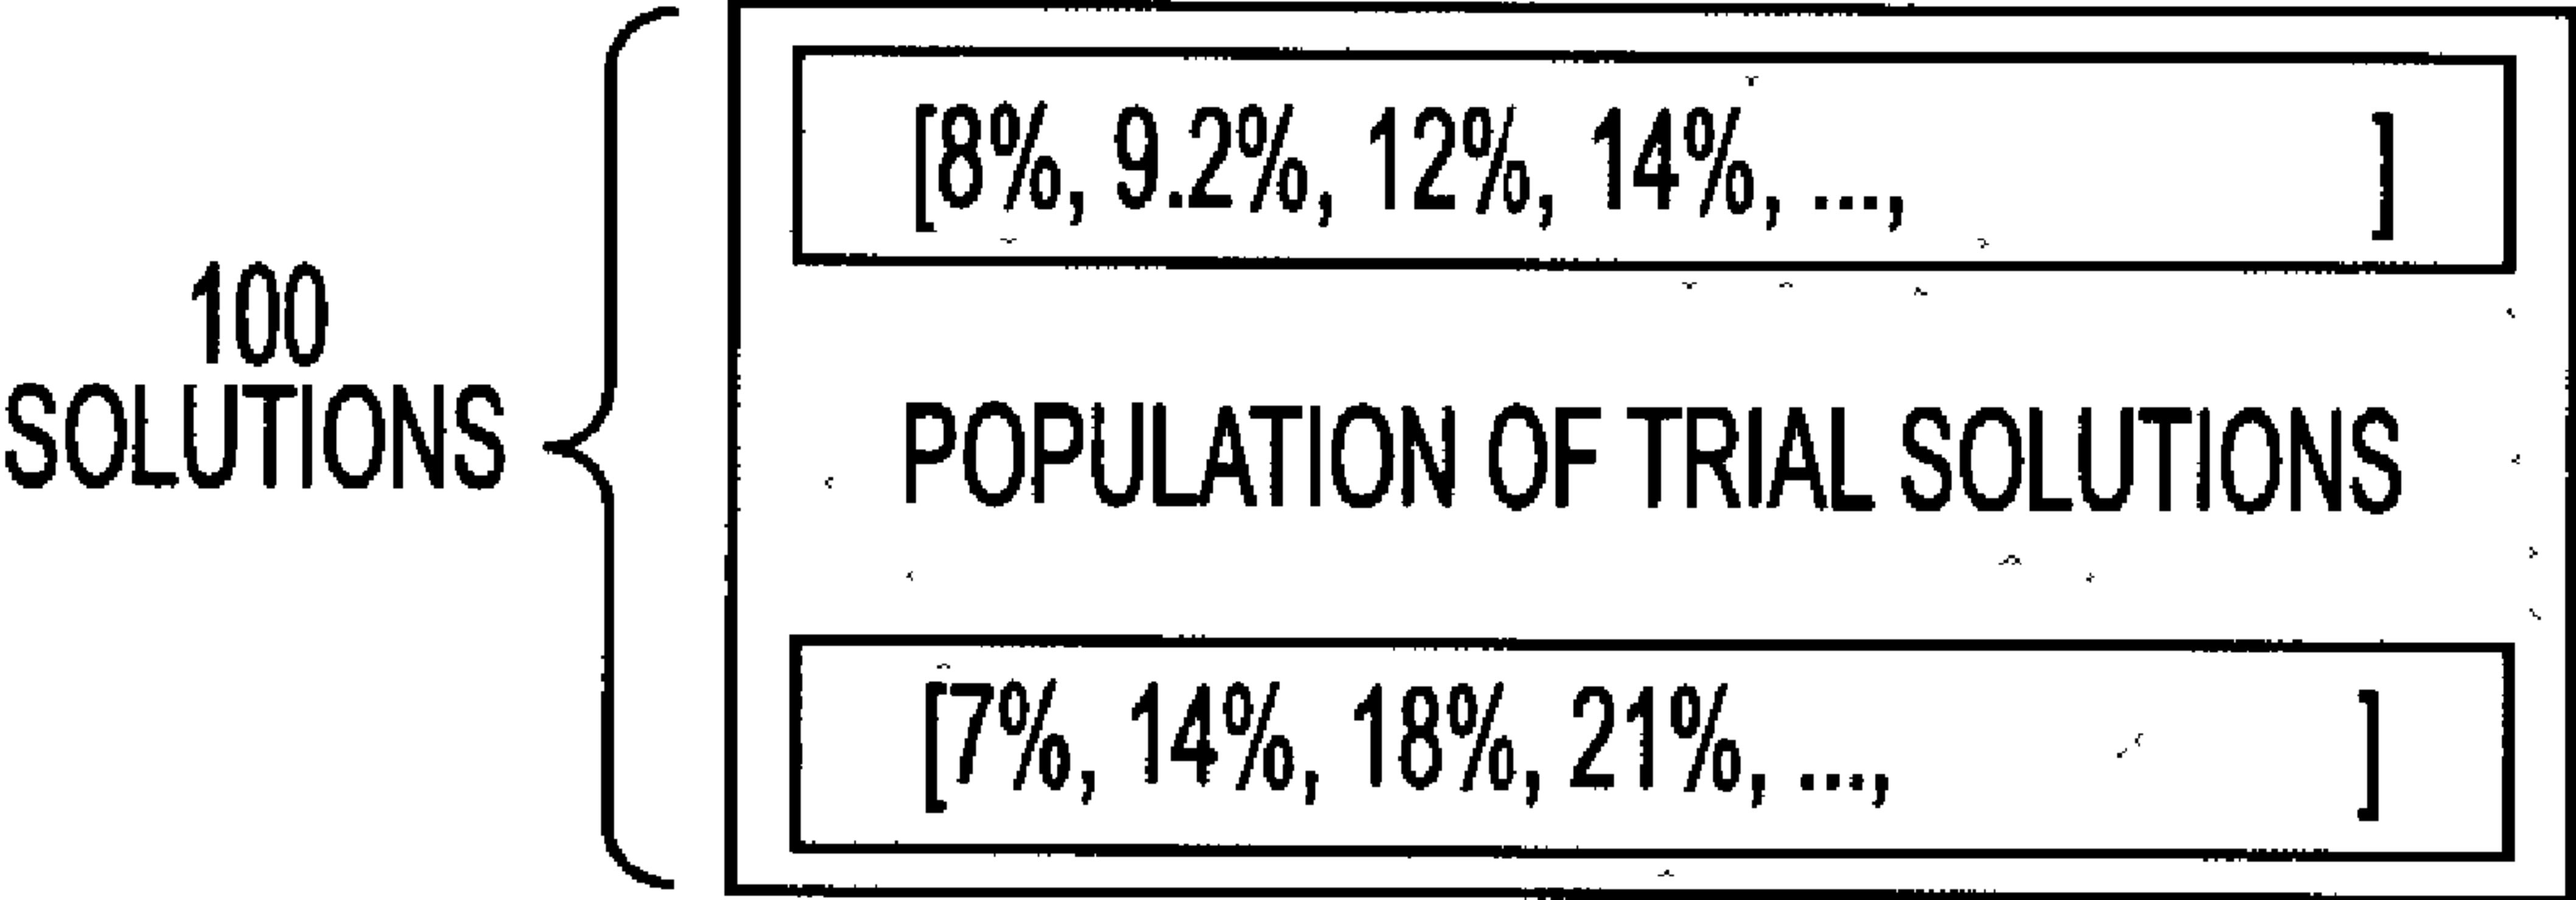 [8%, 9.2%, 12%, 14%, ..., ]
100
SOLUTIONS
POPULATION OF TRIAL SOLUTIONS
[7%, 14%, 18%, 21%, ..., ]